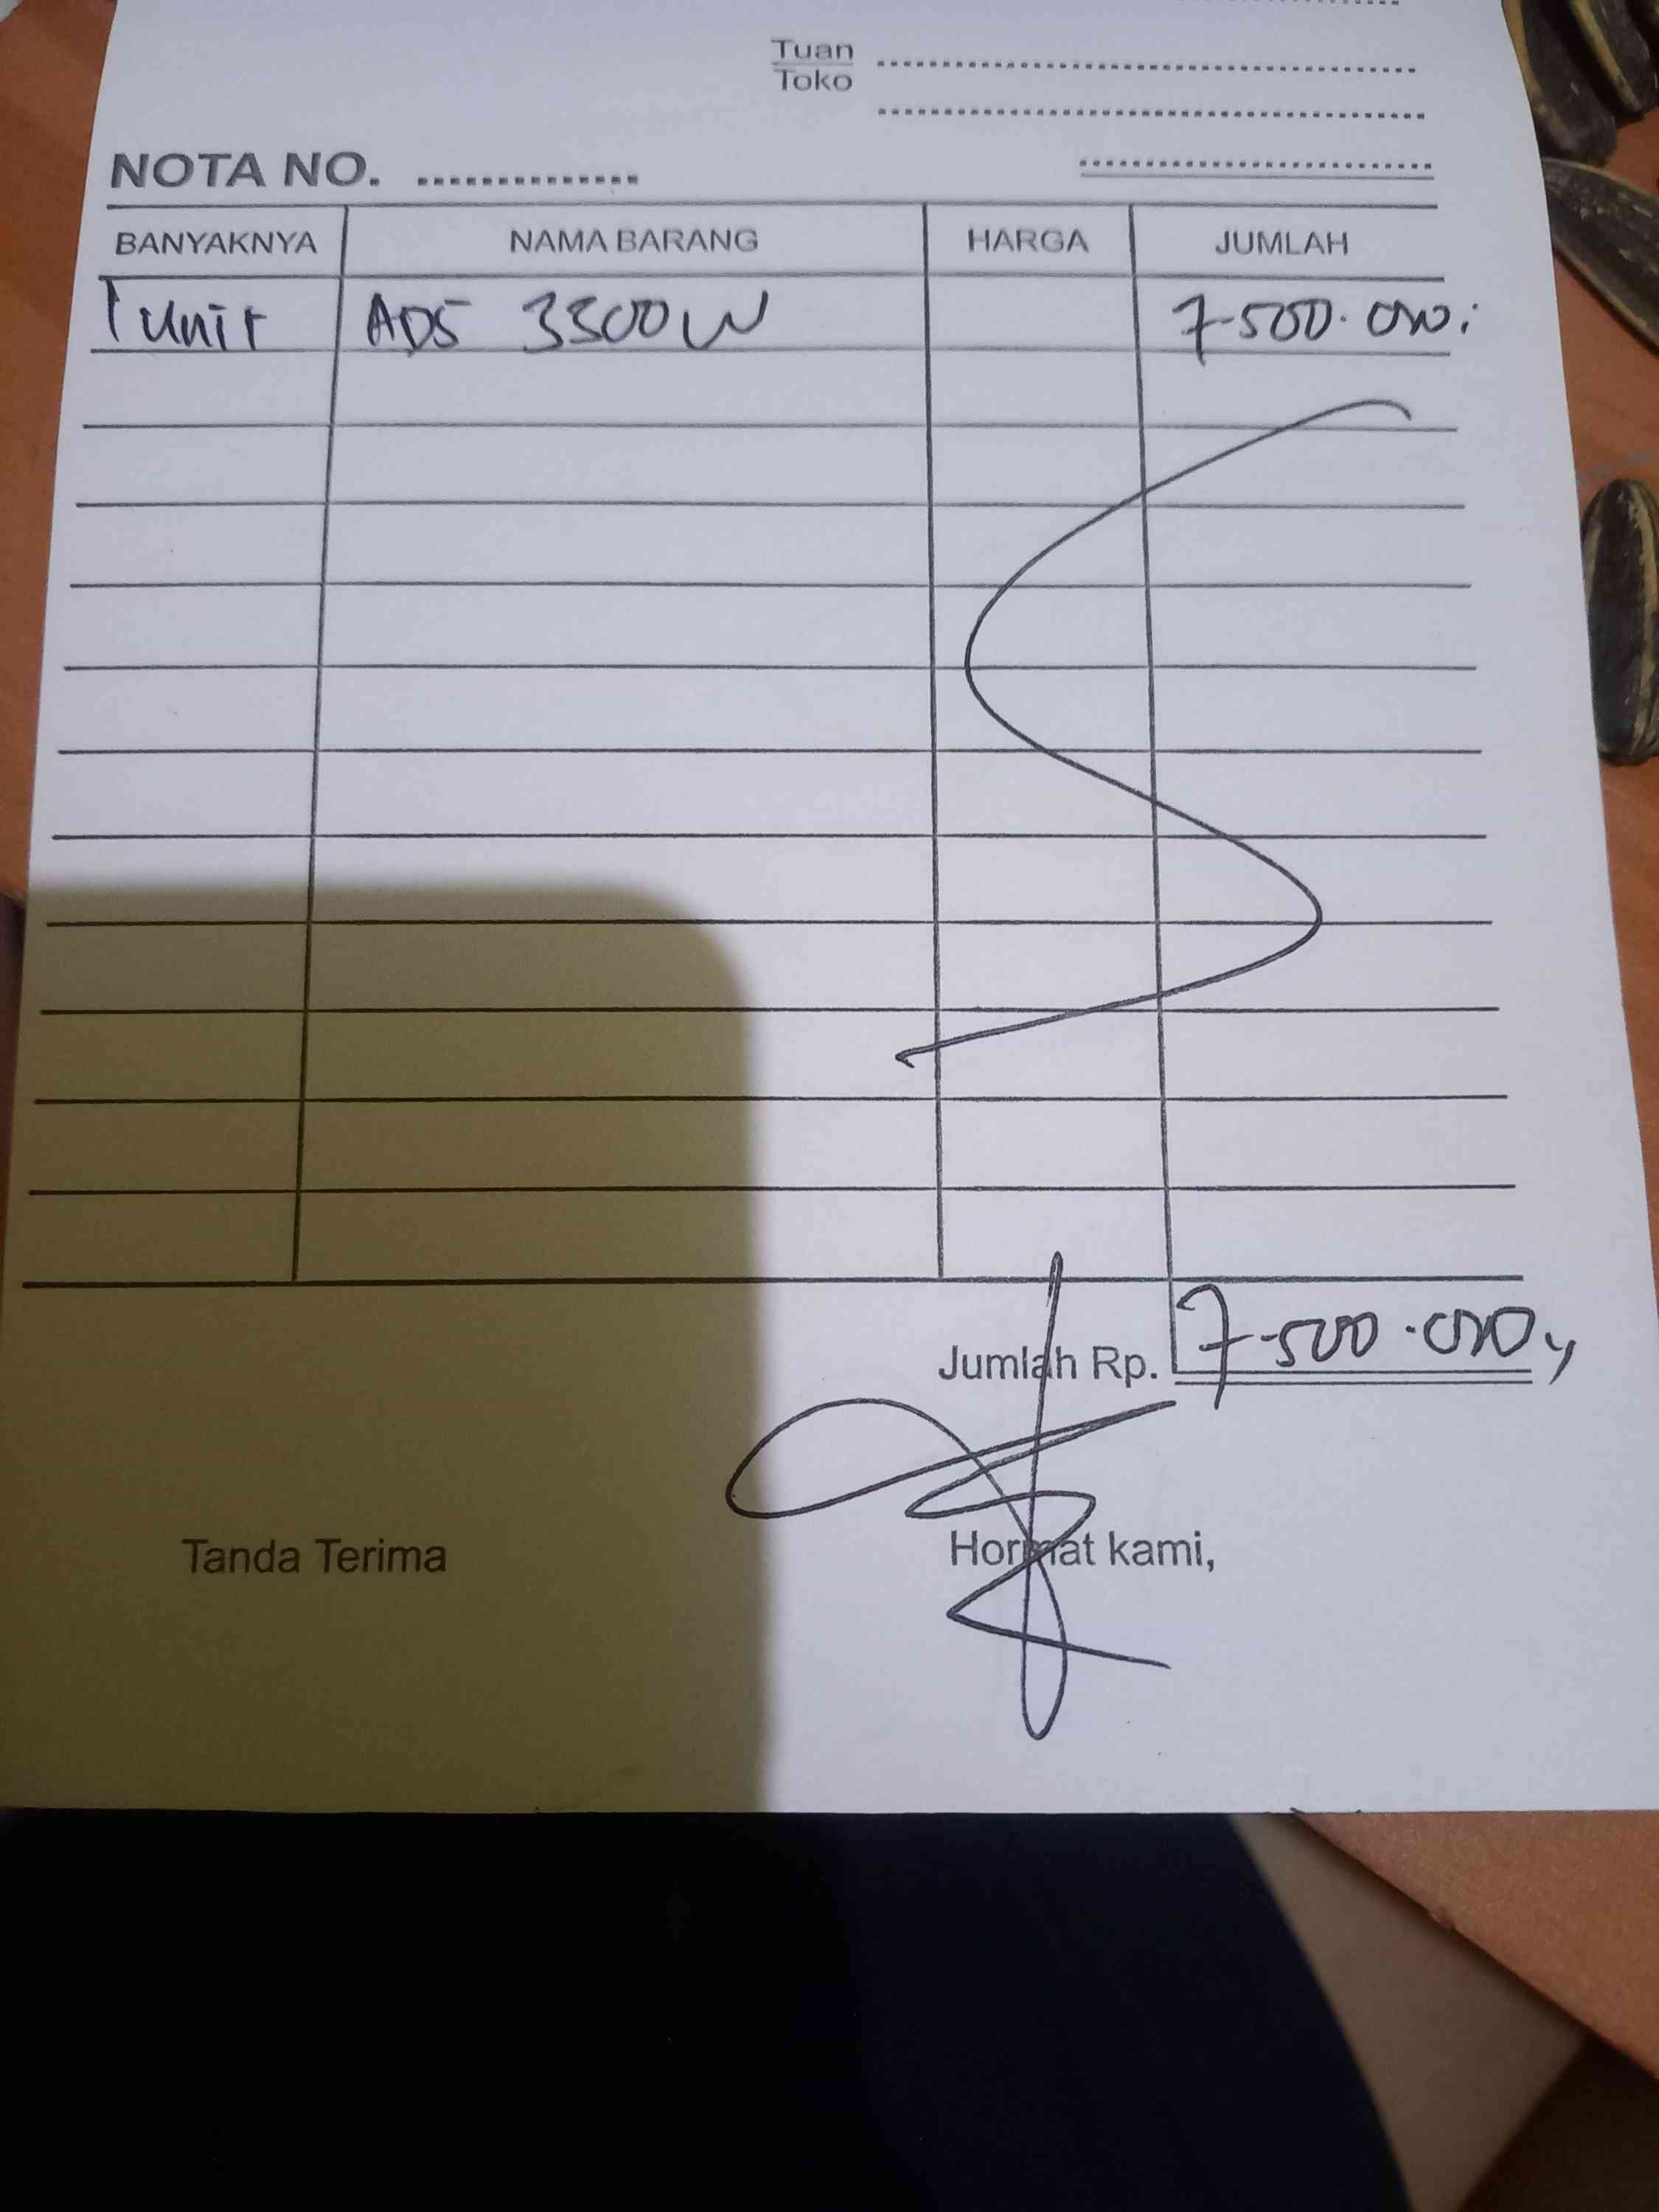 Tuan
Toko
NOTA NO.
BANYAKNYA NAMA BARANG HARGA JUMLAH
1 Unit ADS 3300W 7.500.000,
Jumlah Rp. 7.500.000,
Tanda Terima Hormat kami,